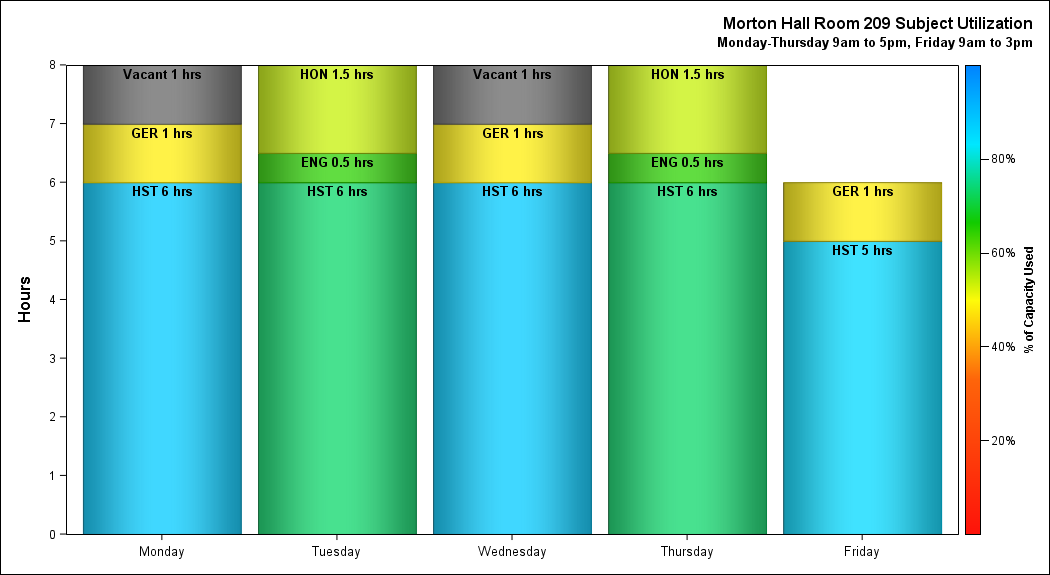 Morton Hall Room 209 Subject Utilization
Monday-Thursday 9am to 5pm, Friday 9am to 3pm
8
7
6
5
4
3
2
1
0
Hours
Vacant 1 hrs
GER 1 hrs
HST 6 hrs
HON 1.5 hrs
ENG 0.5 hrs
HST 6 hrs
Vacant 1 hrs
GER 1 hrs
HST 6 hrs
HON 1.5 hrs
ENG 0.5 hrs
HST 6 hrs
GER 1 hrs
HST 5 hrs
Monday
Tuesday
Wednesday
Thursday
Friday
80%
60%
40%
20%
% of Capacity Used